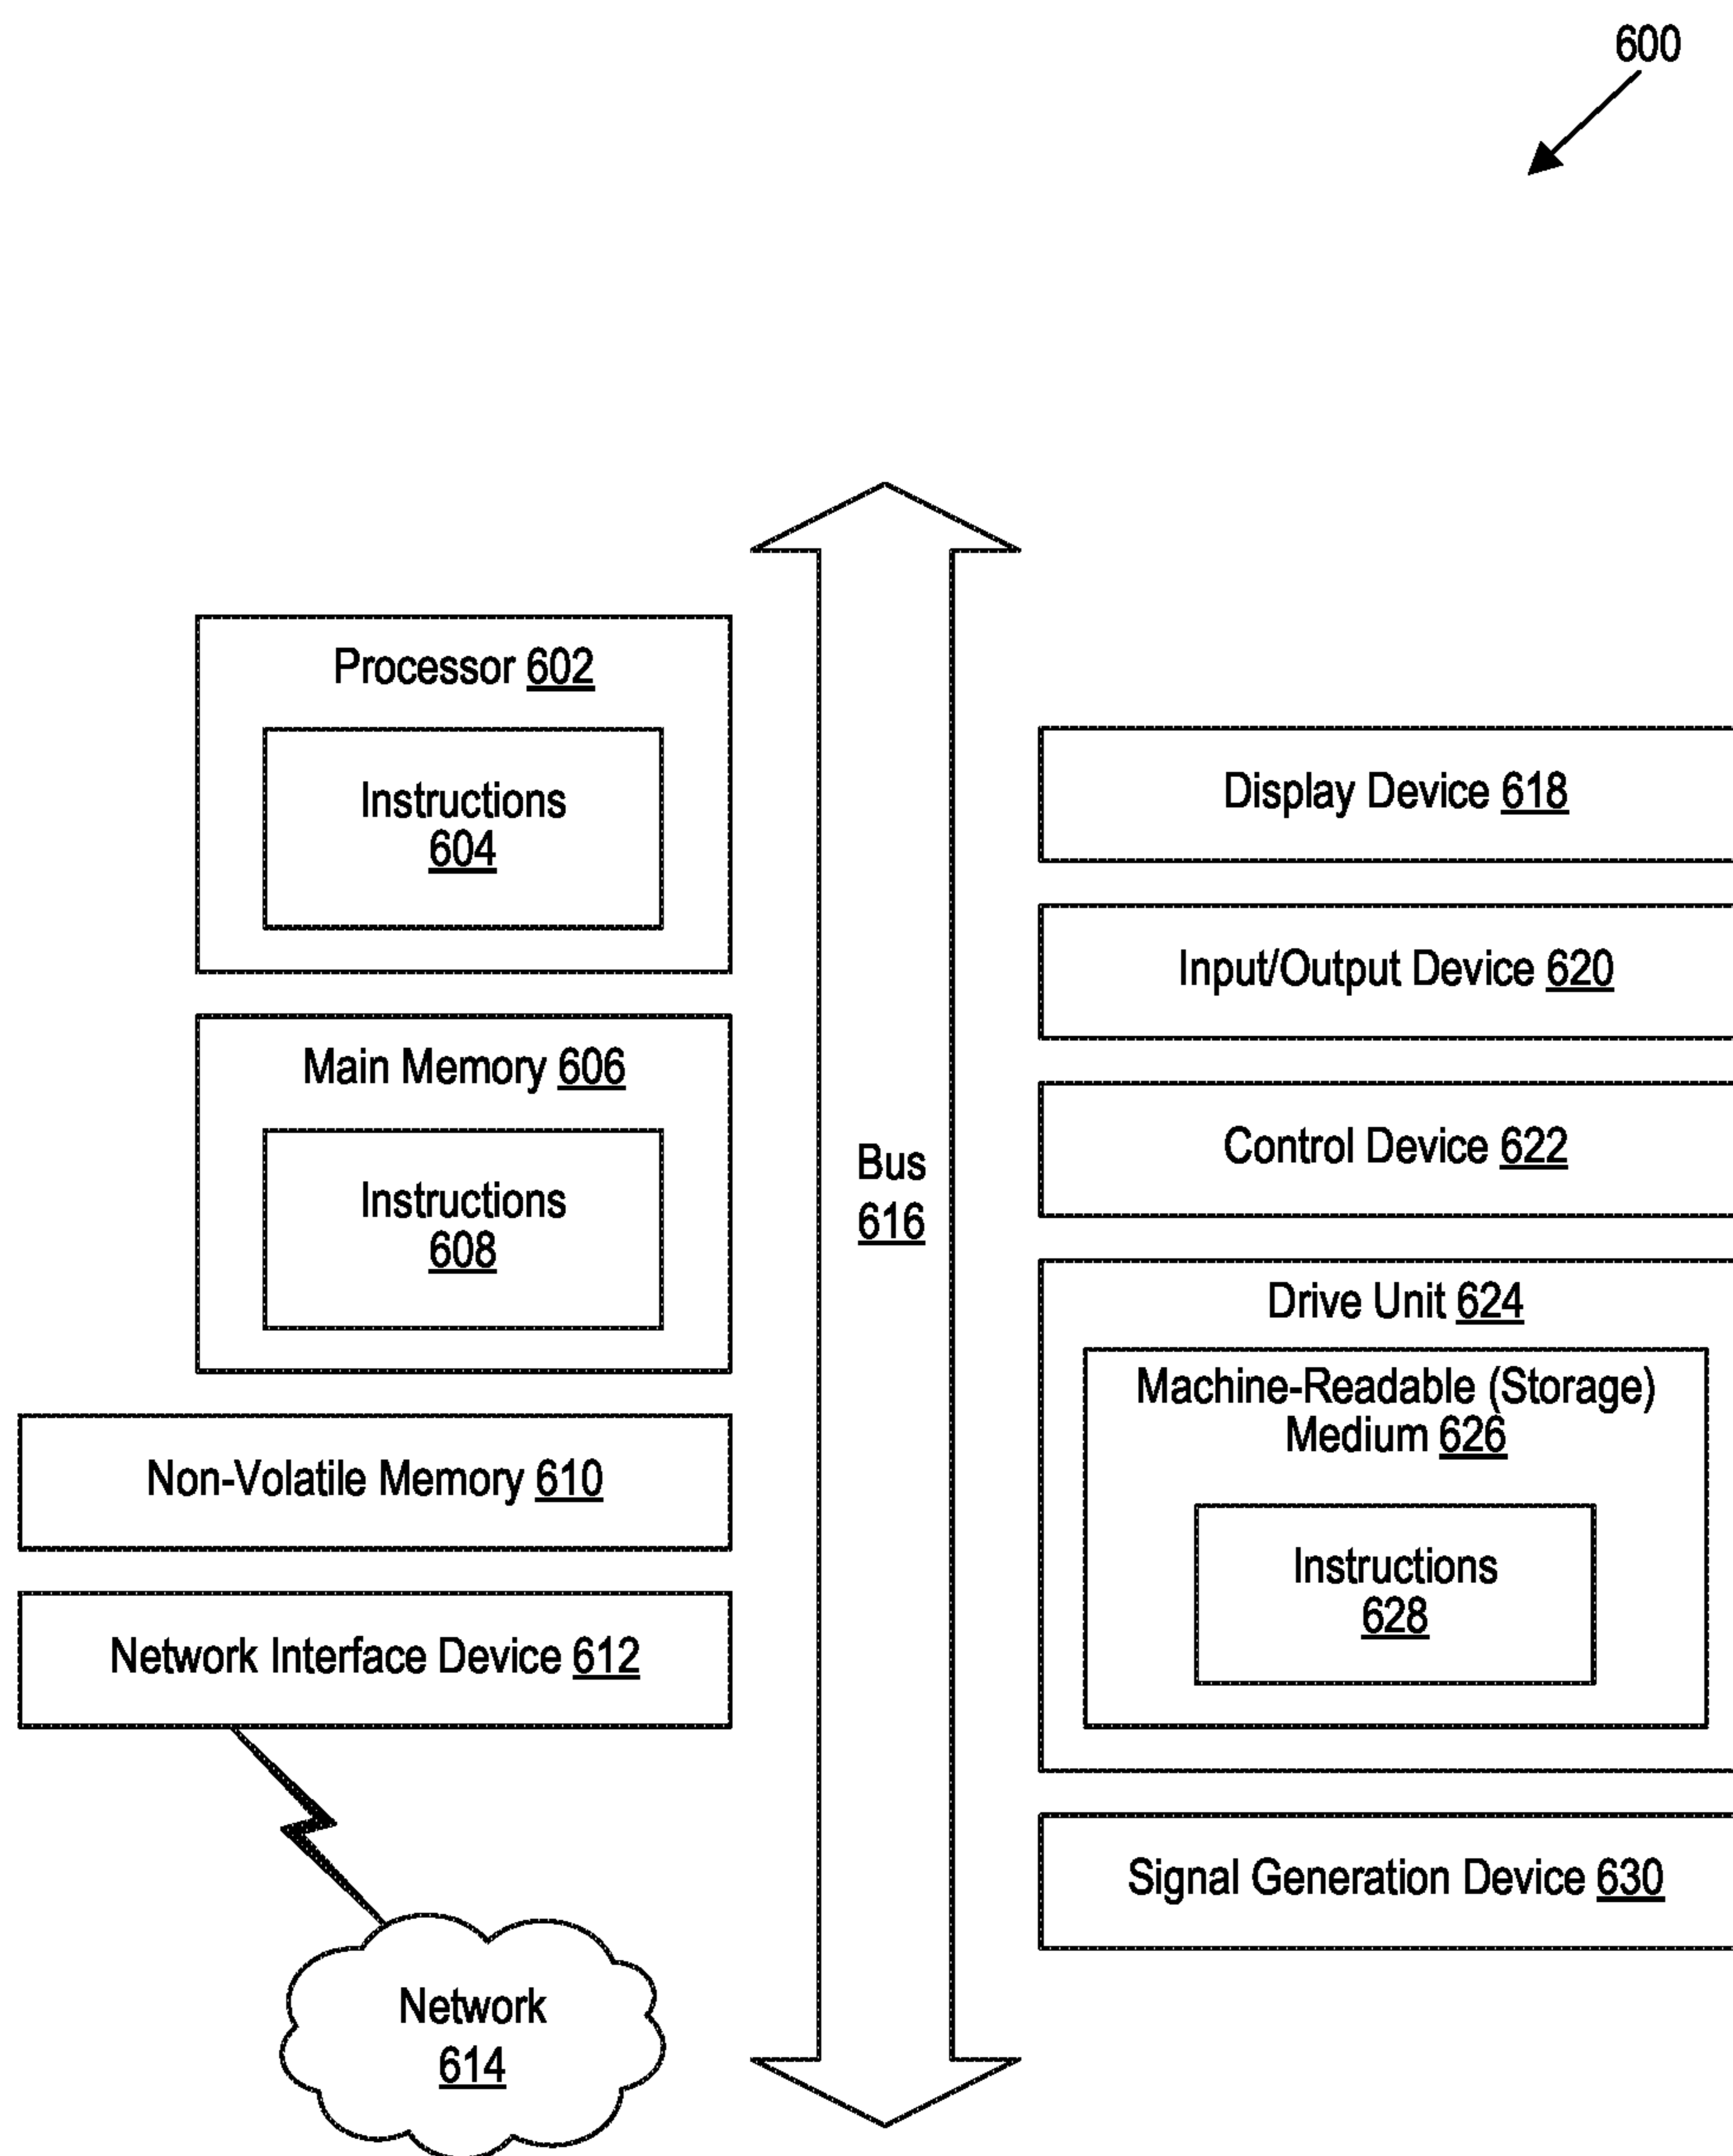 600
Processor 602
Instructions
604
Main Memory 606
Instructions
608
Non-Volatile Memory 610
Network Interface Device 612
Network
614
Bus
616
Display Device 618
Input/Output Device 620
Control Device 622
Drive Unit 624
Machine-Readable (Storage)
Medium 626
Instructions
628
Signal Generation Device 630